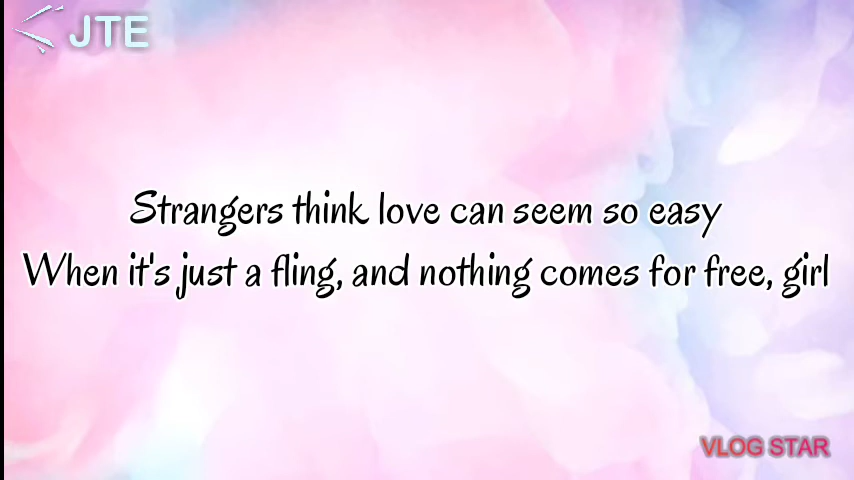 JTE
Strangers think love can seem so easy
When it's just a fling, and nothing comes for free, girl
VLOG STAR